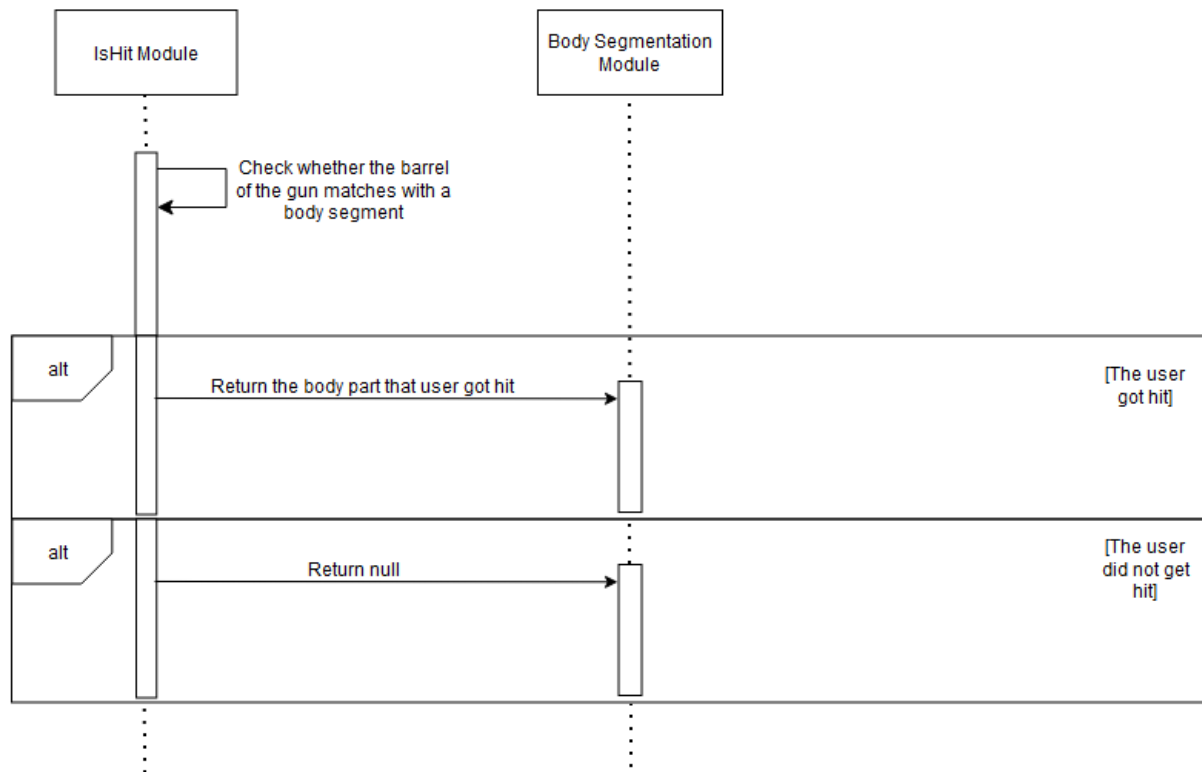 IsHit Module
Body Segmentation
Module
Check whether the barrel
of the gun matches with a
body segment
alt
Return the body part that user got hit
[The user
got hit]
alt
Return null
[The user
did not get
hit]